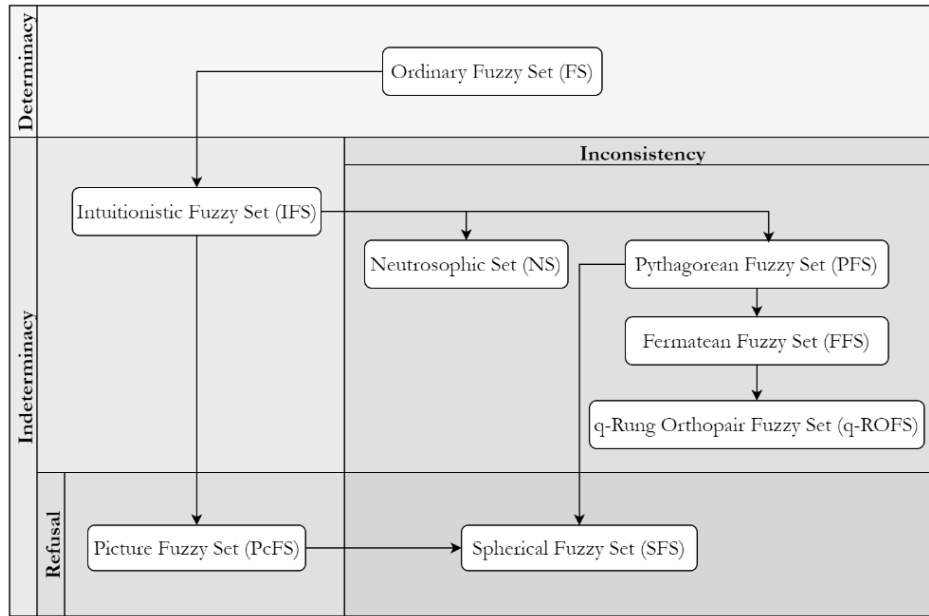 Determinacy
Ordinary Fuzzy Set (FS)
Indeterminacy
Inconsistency
Intuitionistic Fuzzy Set (IFS)
Neutrosophic Set (NS)
Pythagorean Fuzzy Set (PFS)
Fermatean Fuzzy Set (FFS)
q-Rung Orthopair Fuzzy Set (q-ROFS)
Refusal
Picture Fuzzy Set (PcFS)
Spherical Fuzzy Set (SFS)